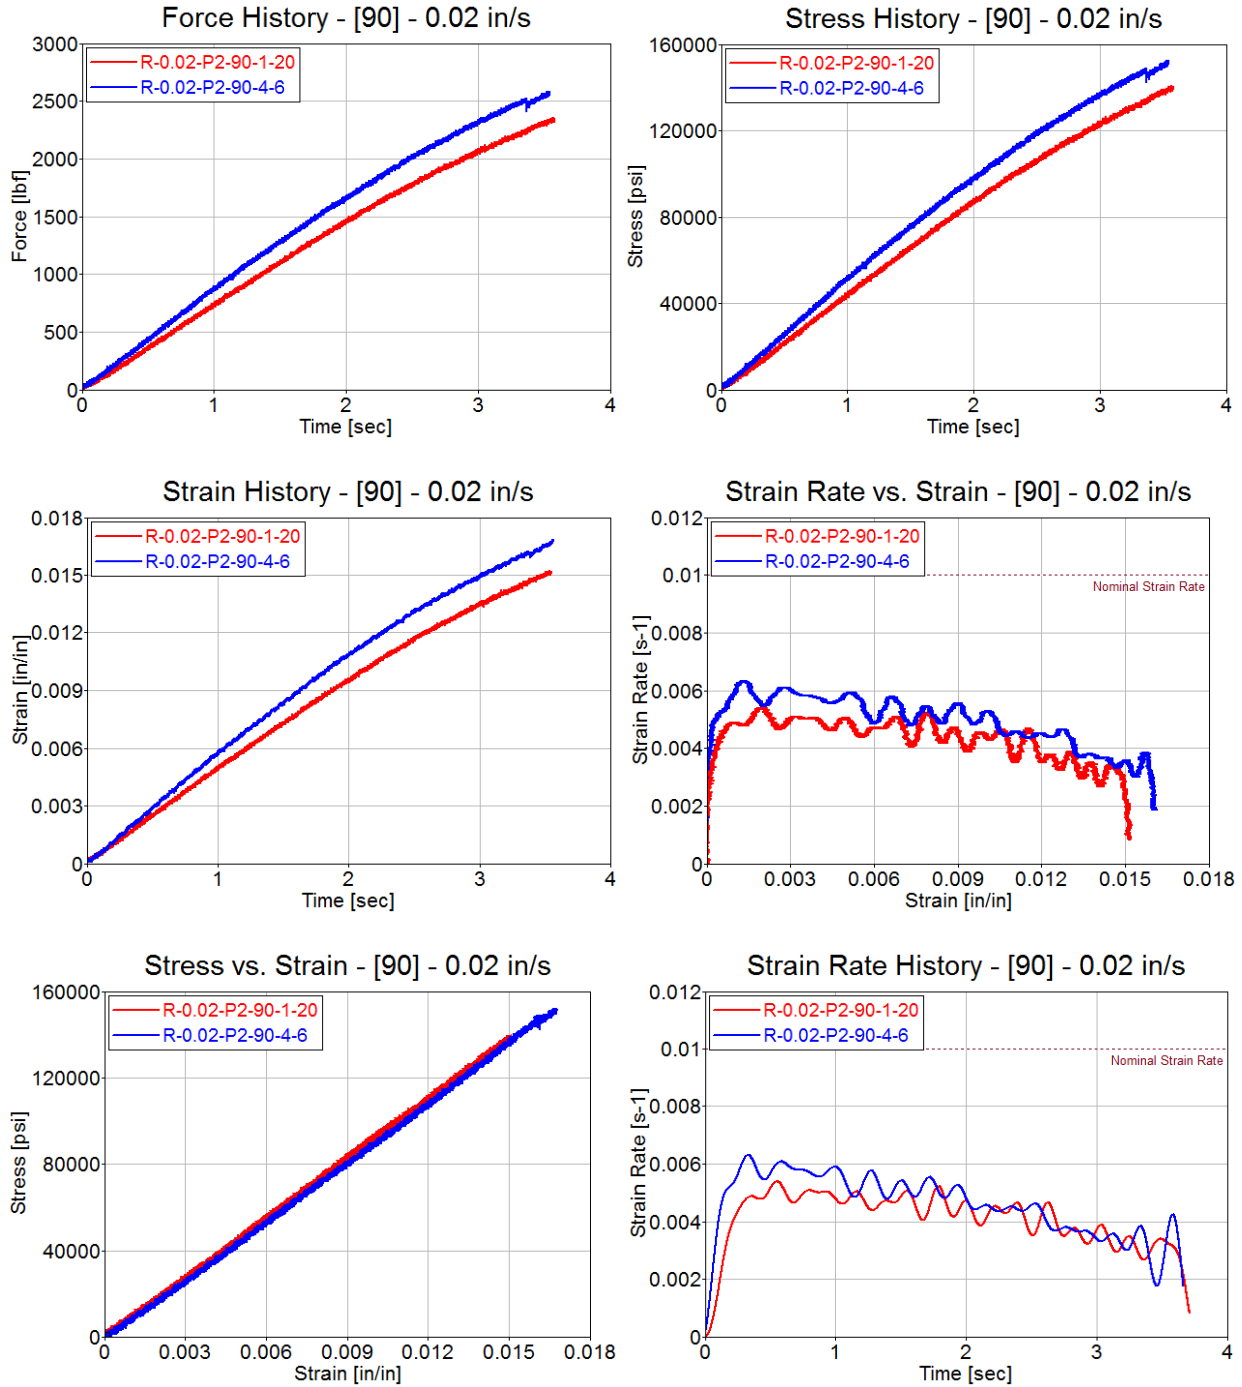 Force History - [90] - 0.02 in/s
3000
2500
2000
1500
1000
500
0
Force [lbf]
R-0.02-P2-90-1-20
R-0.02-P2-90-4-6
0 1 2 3 4
Time [sec]
Stress History - [90] - 0.02 in/s
160000
120000
80000
40000
0
Stress [psi]
R-0.02-P2-90-1-20
R-0.02-P2-90-4-6
0 1 2 3 4
Time [sec]
Strain History - [90] - 0.02 in/s
0.018
0.015
0.012
0.009
0.006
0.003
0
Strain [in/in]
R-0.02-P2-90-1-20
R-0.02-P2-90-4-6
0 1 2 3 4
Time [sec]
Strain Rate vs. Strain - [90] - 0.02 in/s
0.012
0.01
0.008
0.006
0.004
0.002
0
Strain Rate [s-1]
R-0.02-P2-90-1-20
R-0.02-P2-90-4-6
Nominal Strain Rate
0 0.003 0.006 0.009 0.012 0.015 0.018
Strain [in/in]
Stress vs. Strain - [90] - 0.02 in/s
160000
120000
80000
40000
0
Stress [psi]
R-0.02-P2-90-1-20
R-0.02-P2-90-4-6
0 0.003 0.006 0.009 0.012 0.015 0.018
Strain [in/in]
Strain Rate History - [90] - 0.02 in/s
0.012
0.01
0.008
0.006
0.004
0.002
0
Strain Rate [s-1]
R-0.02-P2-90-1-20
R-0.02-P2-90-4-6
Nominal Strain Rate
0 1 2 3 4
Time [sec]